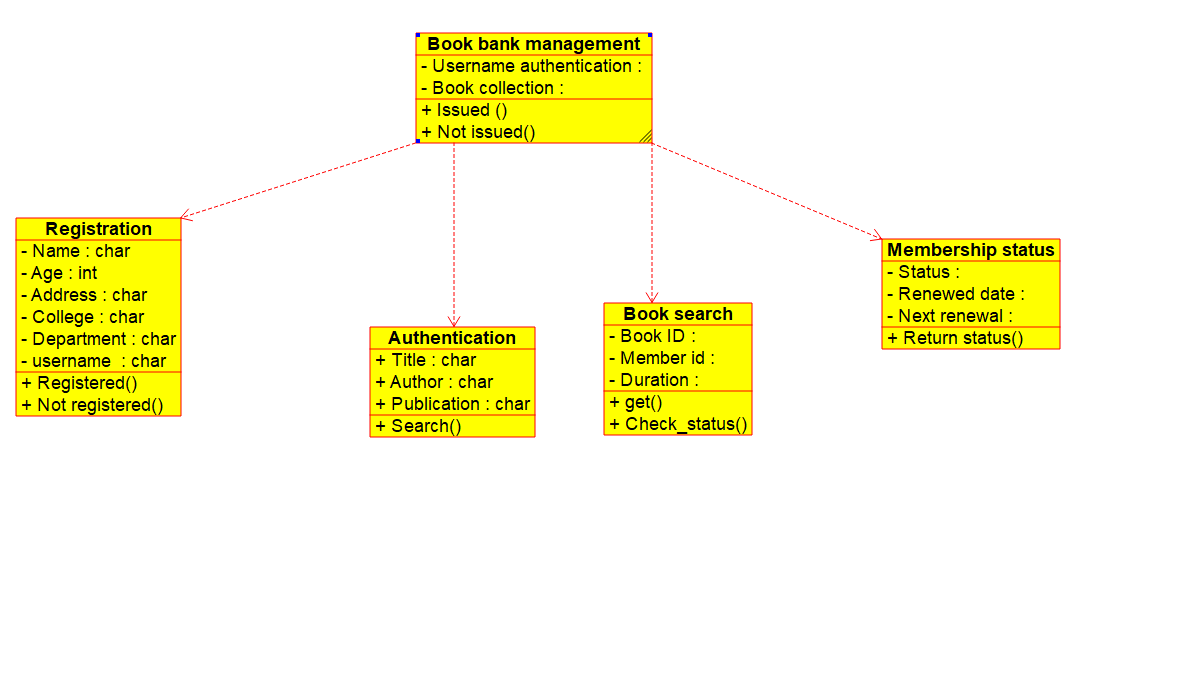 Book bank management
- Username authentication :
- Book collection :
+ Issued ()
+ Not issued()
Registration
- Name : char
- Age : int
- Address : char
- College : char
- Department : char
- username  : char
+ Registered()
+ Not registered()
Authentication
+ Title : char
+ Author : char
+ Publication : char
+ Search()
Book search
- Book ID :
- Member id :
- Duration :
+ get()
+ Check_status()
Membership status
- Status :
- Renewed date :
- Next renewal :
+ Return status()